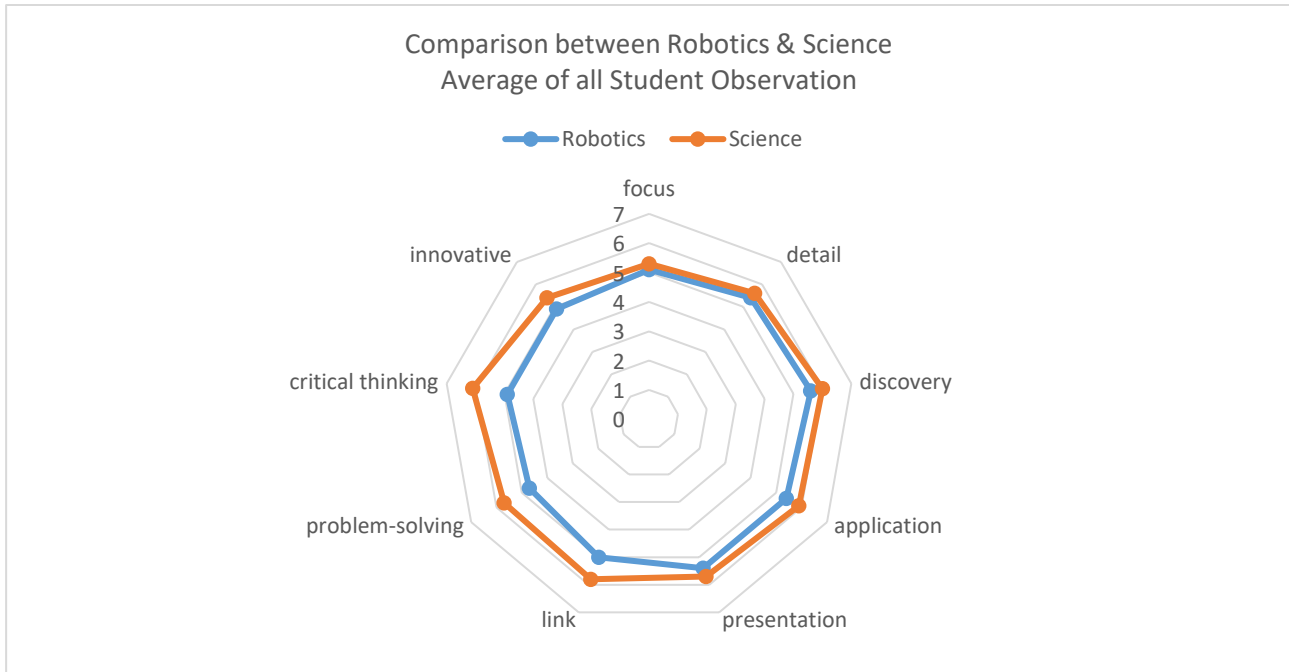 Comparison between Robotics & Science
Average of all Student Observation
Robotics
Science
focus
7
6
5
4
3
2
1
0
detail
discovery
application
presentation
link
problem-solving
critical thinking
innovative